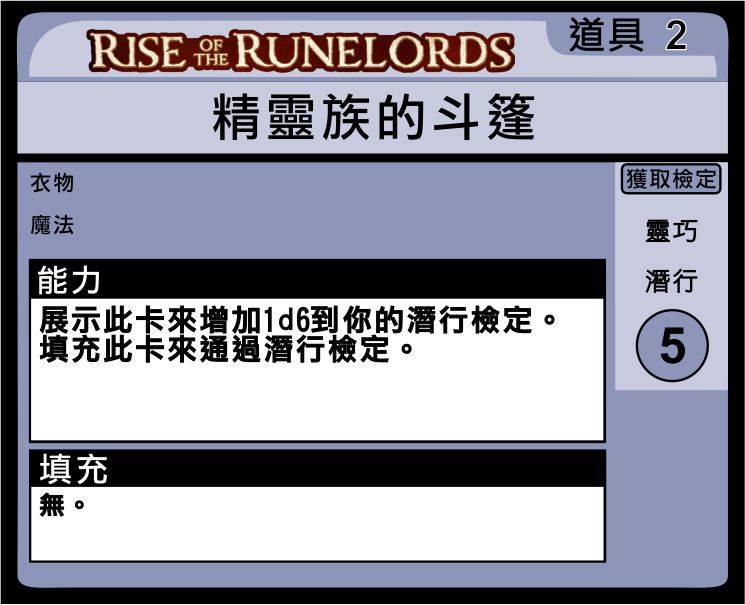 RISE OF THE RUNELORDS
道具 2
精靈族的斗篷
衣物
魔法
獲取檢定
靈巧
潛行
5
能力
展示此卡來增加1d6到你的潛行檢定。
填充此卡來通過潛行檢定。
填充
無。